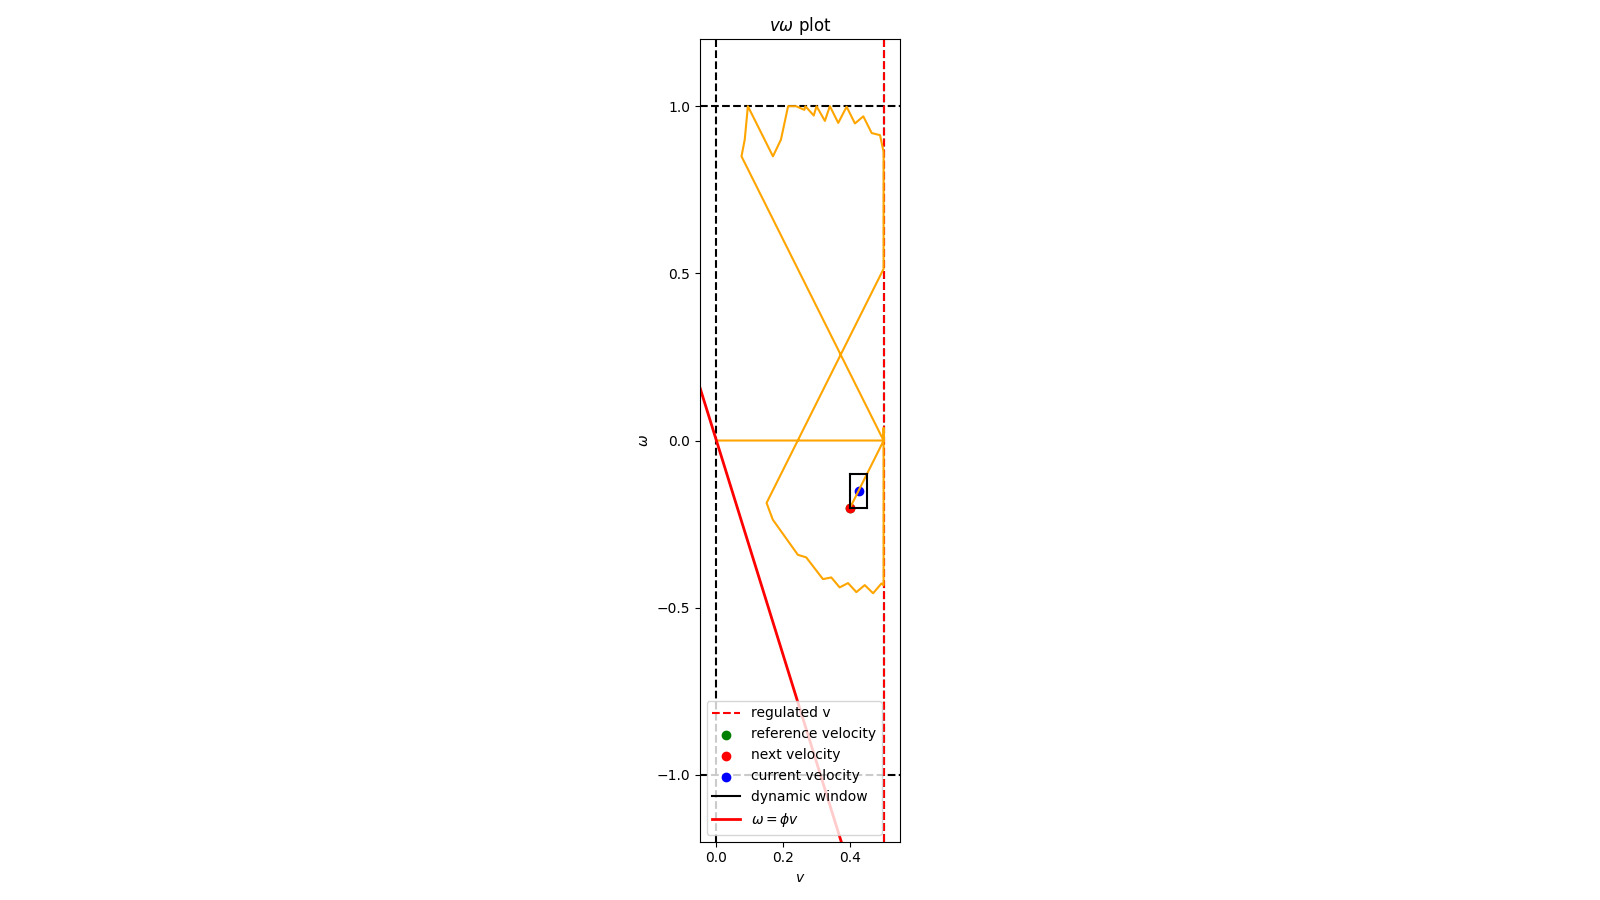 vω plot
1.0
0.5
0.0
−0.5
−1.0
ω
regulated v
reference velocity
next velocity
current velocity
dynamic window
ω = ϕv
0.0 0.2 0.4
v